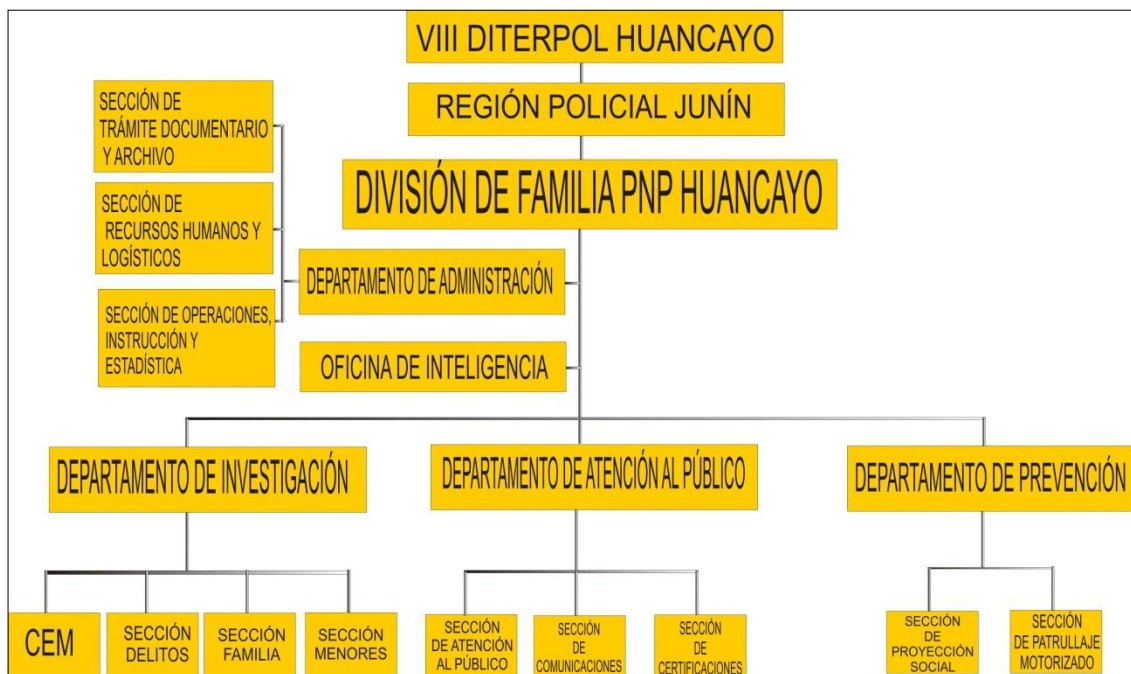 VIII DITERPOL HUANCAYO
REGIÓN POLICIAL JUNÍN
DIVISIÓN DE FAMILIA PNP HUANCAYO
SECCIÓN DE
TRÁMITE DOCUMENTARIO
Y ARCHIVO
SECCIÓN DE
RECURSOS HUMANOS Y
LOGÍSTICOS
SECCIÓN DE OPERACIONES,
INSTRUCCIÓN Y
ESTADÍSTICA
DEPARTAMENTO DE ADMINISTRACIÓN
OFICINA DE INTELIGENCIA
DEPARTAMENTO DE INVESTIGACIÓN
DEPARTAMENTO DE ATENCIÓN AL PÚBLICO
DEPARTAMENTO DE PREVENCIÓN
CEM
SECCIÓN
DELITOS
SECCIÓN
FAMILIA
SECCIÓN
MENORES
SECCIÓN
DE ATENCIÓN
AL PÚBLICO
SECCIÓN
DE
COMUNICACIONES
SECCIÓN
DE
CERTIFICACIONES
SECCIÓN
DE
PROYECCIÓN
SOCIAL
SECCIÓN
DE PATRULLAJE
MOTORIZADO